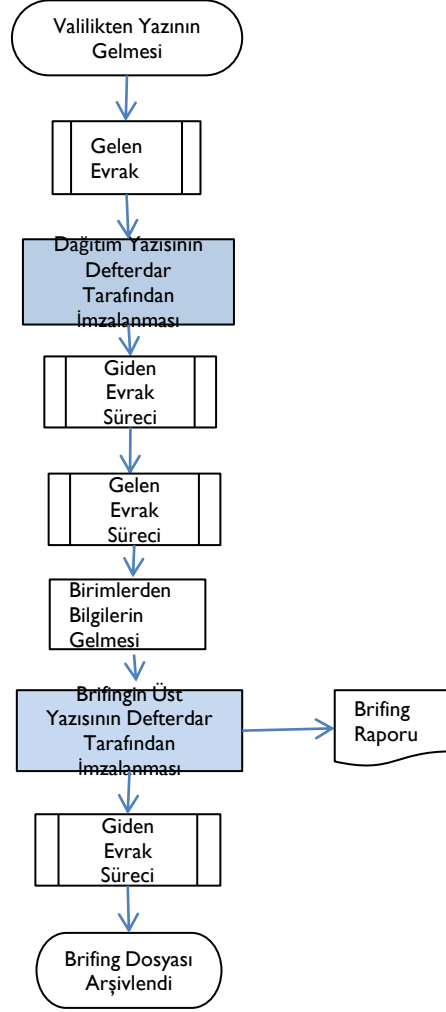 Valilikten Yazının
Gelmesi
Gelen
Evrak
Dağıtım Yazısının
Defterdar
Tarafından
İmzalanması
Giden
Evrak
Süreci
Gelen
Evrak
Süreci
Birimlerden
Bilgilerin
Gelmesi
Brifingin Üst
Yazısının Defterdar
Tarafından
İmzalanması
Brifing
Raporu
Giden
Evrak
Süreci
Brifing Dosyası
Arşivlendi